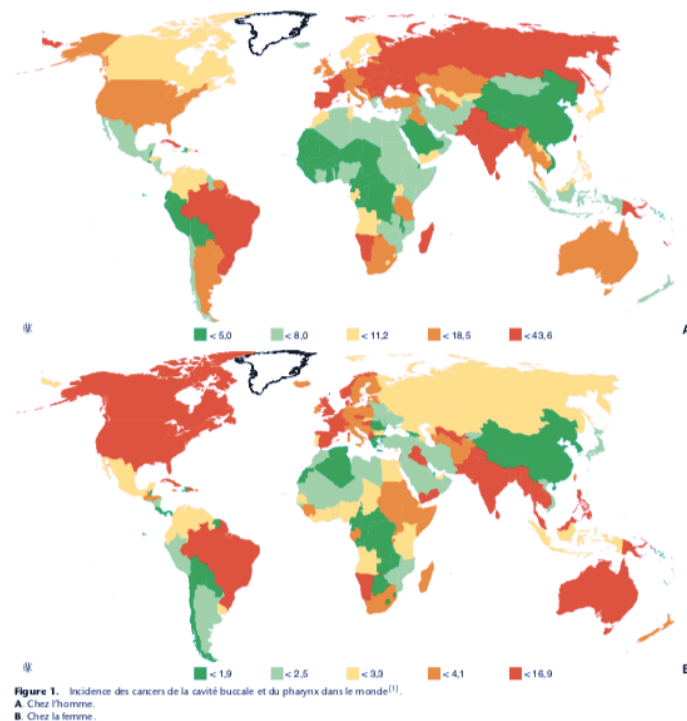 < 5,0 < 8,0 < 11,2 < 18,5 < 43,6 A
< 1,9 < 2,5 < 3,3 < 4,1 < 16,9 B
Figure 1. Incidence des cancers de la cavité buccale et du pharynx dans le monde [1].
A. Chez l'homme.
B. Chez la femme.